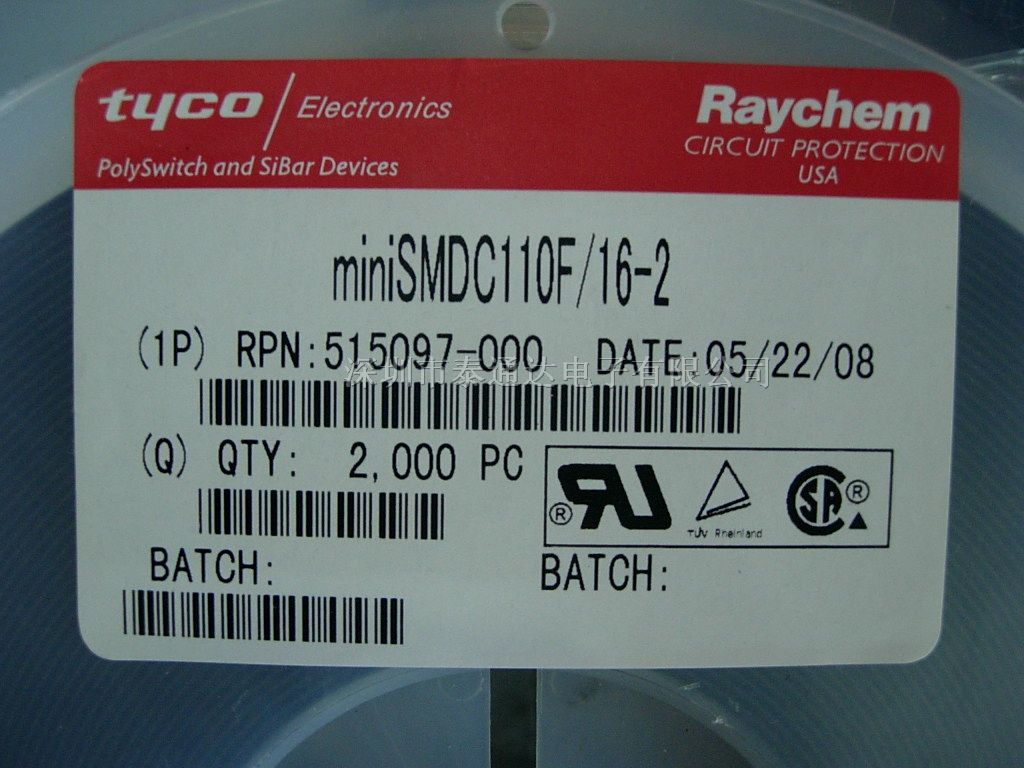 tyco / Electronics
PolySwitch and SiBar Devices
Raychem
CIRCUIT PROTECTION
USA
miniSMDC110F/16-2
(1P) RPN:515097-000 DATE:05/22/08
深圳市泰通达电子有限公司
(Q) QTY: 2,000 PC
® RU
TÜV Rheinland
SA ®
BATCH:
BATCH: